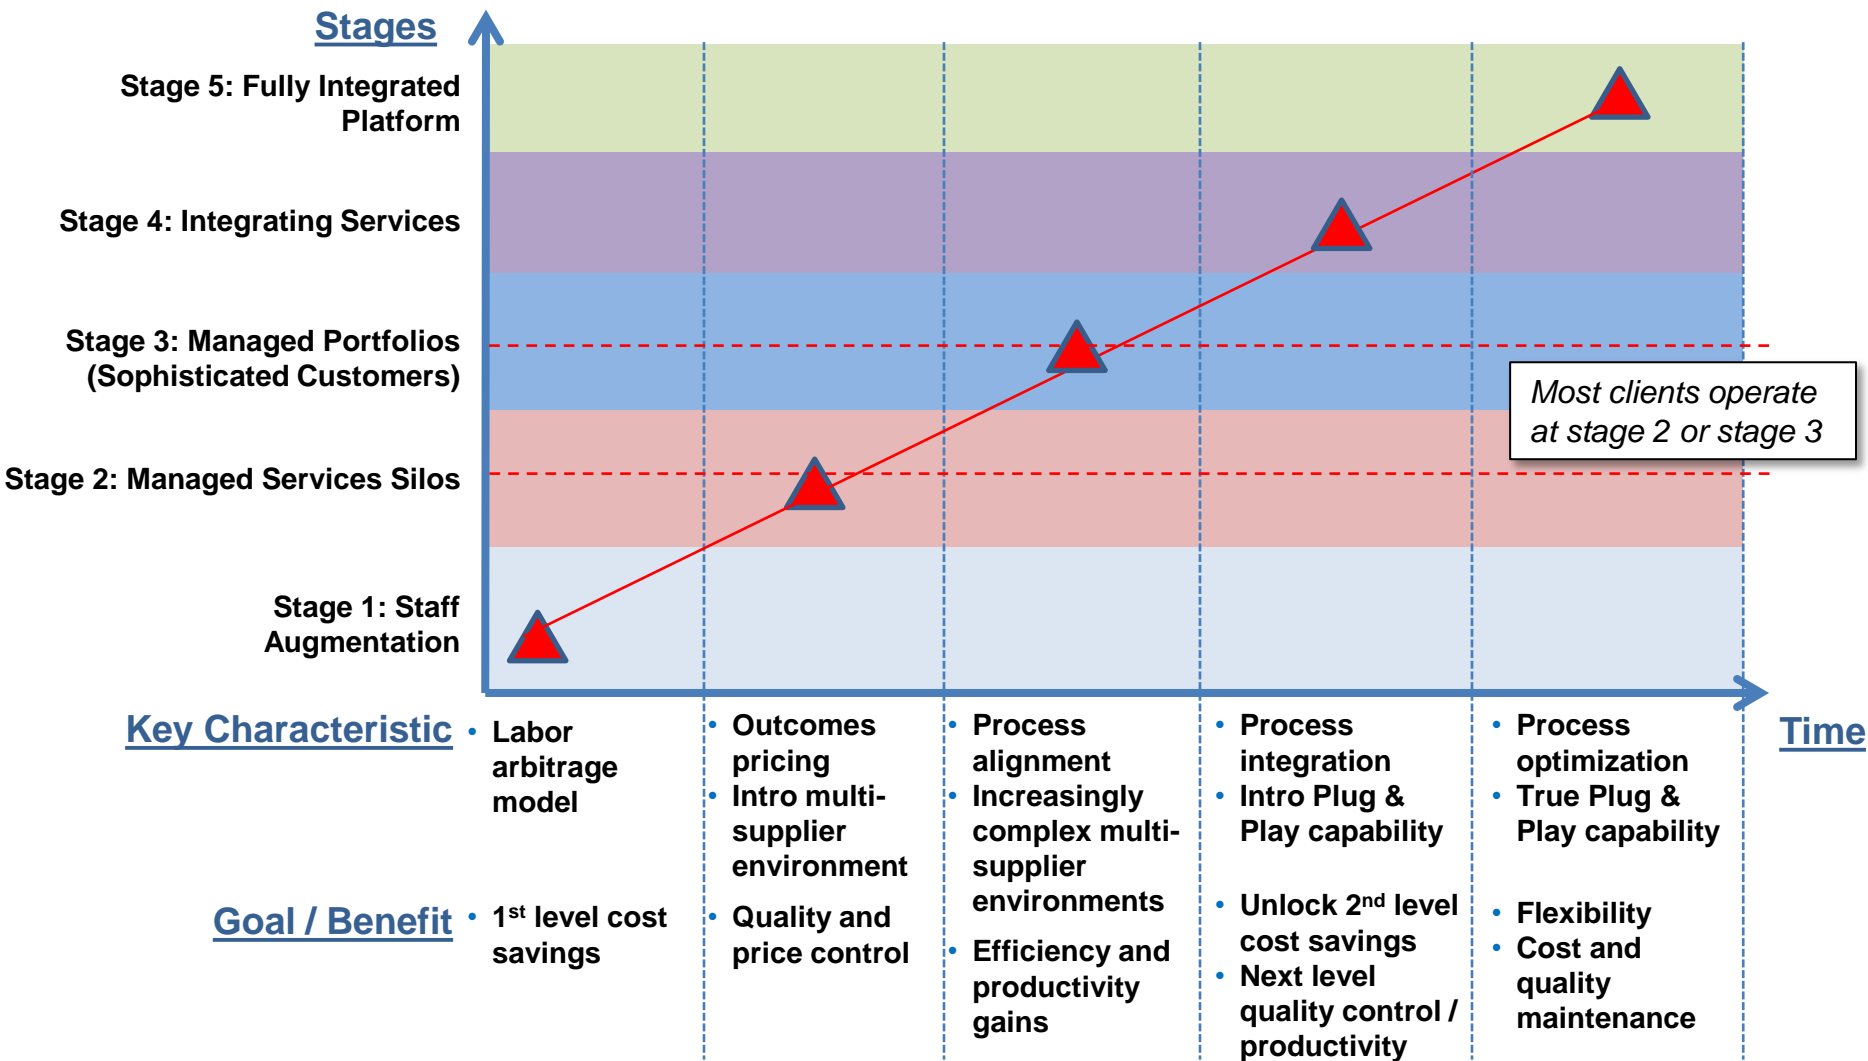 Stages
Stage 5: Fully Integrated
Platform
Stage 4: Integrating Services
Stage 3: Managed Portfolios
(Sophisticated Customers)
Most clients operate
at stage 2 or stage 3
Stage 2: Managed Services Silos
Stage 1: Staff
Augmentation
Time
Key Characteristic
• Labor
arbitrage
model
• Outcomes
pricing
• Intro multi-
supplier
environment
• Process
alignment
• Increasingly
complex multi-
supplier
environments
• Process
integration
• Intro Plug &
Play capability
• Process
optimization
• True Plug &
Play capability
Goal / Benefit
• 1st level cost
savings
• Quality and
price control
• Efficiency and
productivity
gains
• Unlock 2nd level
cost savings
• Next level
quality control /
productivity
• Flexibility
• Cost and
quality
maintenance